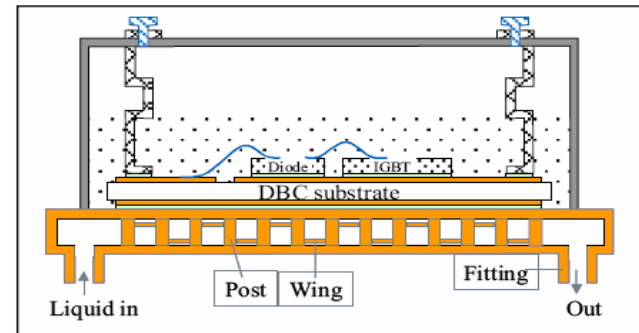 Diode
IGBT
DBC substrate
Post
Wing
Fitting
Liquid in
Out